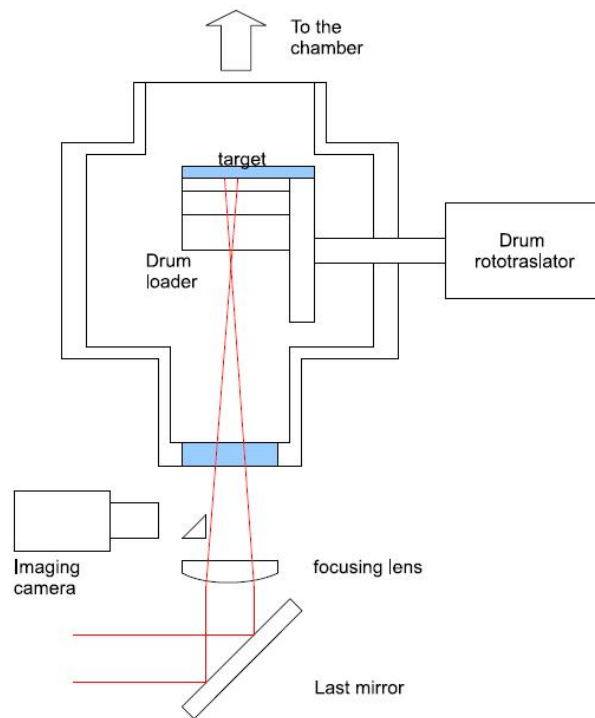 To the
chamber
target
Drum
loader
Drum
rototraslator
Imaging
camera
focusing lens
Last mirror